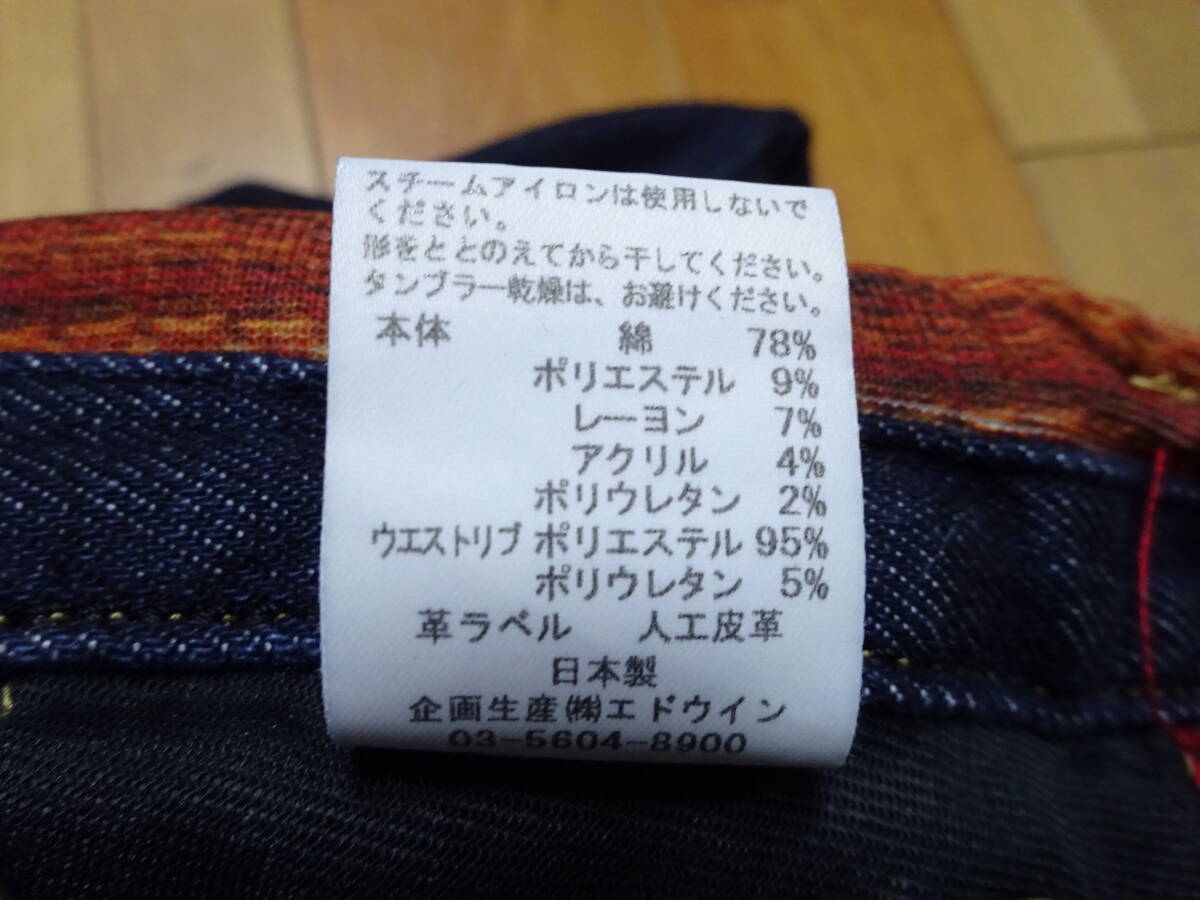 スチームアイロンは使用しないで
ください。
形をととのえてから干してください。
タンブラー乾燥は、お避けください。
本体 綿 78%
ポリエステル 9%
レーヨン 7%
アクリル 4%
ポリウレタン 2%
ウエストリブ ポリエステル 95%
ポリウレタン 5%
革ラベル 人工皮革
日本製
企画生産㈱エドウイン
03-5604-8900